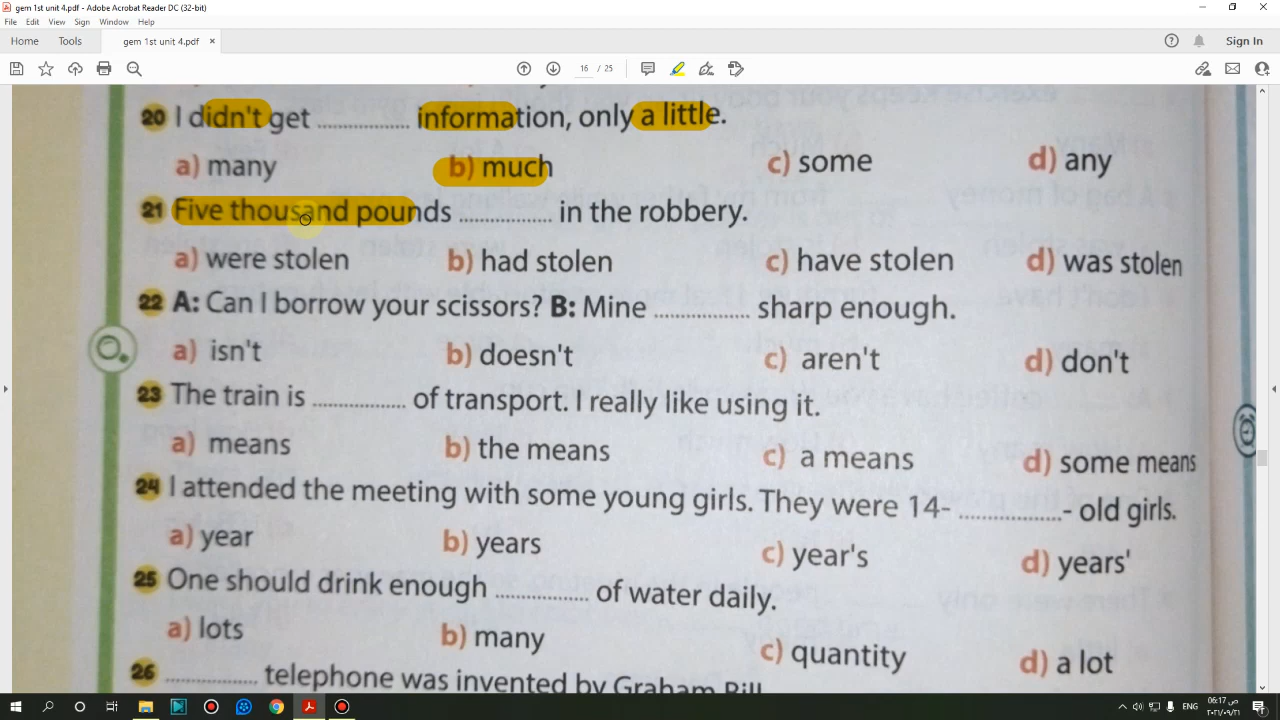 gem 1st unit 4.pdf - Adobe Acrobat Reader DC (32-bit)
File Edit View Sign Window Help
Home Tools gem 1st unit 4.pdf × Sign In
16 / 25
20 I didn't get .............. information, only a little.
a) many b) much c) some d) any
21 Five thousand pounds .............. in the robbery.
a) were stolen b) had stolen c) have stolen d) was stolen
22 A: Can I borrow your scissors? B: Mine .............. sharp enough.
a) isn't b) doesn't c) aren't d) don't
23 The train is .............. of transport. I really like using it.
a) means b) the means c) a means d) some means
24 I attended the meeting with some young girls. They were 14- ..............- old girls.
a) year b) years c) year's d) years'
25 One should drink enough .............. of water daily.
a) lots b) many c) quantity d) a lot
26 .............. telephone was invented by Graham Bill
ENG 06:17 ص
٢٠٢١/٠٩/٢١